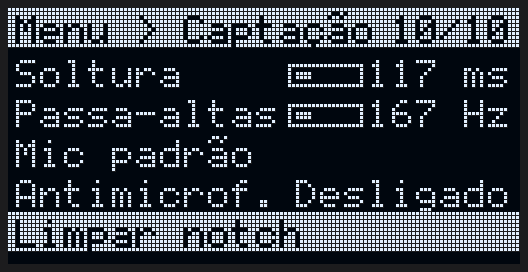 Menu > Captação 10/10
Soltura 117 ms
Passa-altas 167 Hz
Mic padrão
Antimicrof. Desligado
Limpar notch